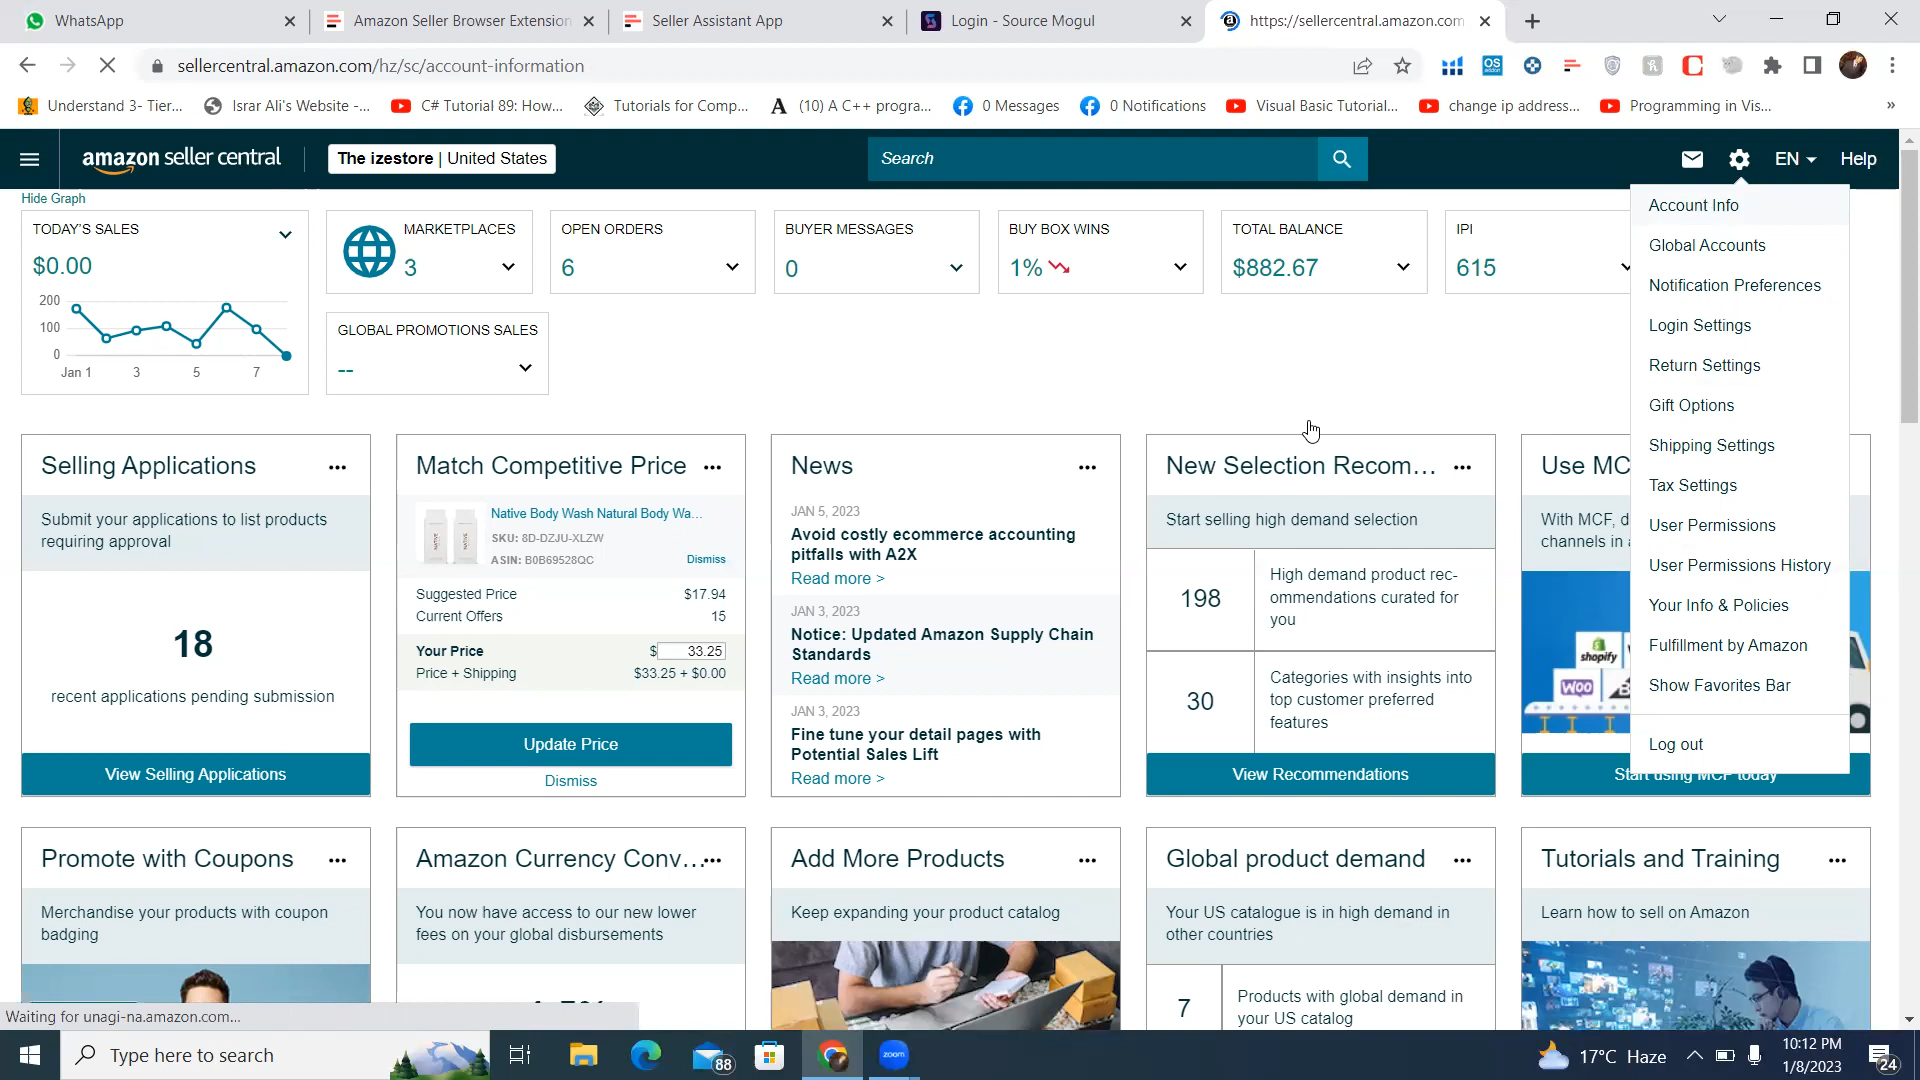 WhatsApp
Amazon Seller Browser Extension
Seller Assistant App
Login - Source Mogul
https://sellercentral.amazon.com
sellercentral.amazon.com/hz/sc/account-information
Understand 3- Tier...
Israr Ali's Website -...
C# Tutorial 89: How...
Tutorials for Comp...
(10) A C++ progra...
0 Messages
0 Notifications
Visual Basic Tutorial...
change ip address...
Programming in Vis...
»
amazon seller central
The izestore | United States
Search
EN
Help
Hide Graph
TODAY'S SALES
$0.00
200
100
0
Jan 1
3
5
7
MARKETPLACES
3
OPEN ORDERS
6
BUYER MESSAGES
0
BUY BOX WINS
1%
TOTAL BALANCE
$882.67
IPI
615
GLOBAL PROMOTIONS SALES
--
Account Info
Global Accounts
Notification Preferences
Login Settings
Return Settings
Gift Options
Shipping Settings
Tax Settings
User Permissions
User Permissions History
Your Info & Policies
Fulfillment by Amazon
Show Favorites Bar
Log out
Selling Applications
Submit your applications to list products
requiring approval
18
recent applications pending submission
View Selling Applications
Match Competitive Price
Native Body Wash Natural Body Wa...
SKU: 8D-DZJU-XLZW
ASIN: B0B69528QC
Dismiss
Suggested Price
$17.94
Current Offers
15
Your Price
$ 33.25
Price + Shipping
$33.25 + $0.00
Update Price
Dismiss
News
JAN 5, 2023
Avoid costly ecommerce accounting
pitfalls with A2X
Read more >
JAN 3, 2023
Notice: Updated Amazon Supply Chain
Standards
Read more >
JAN 3, 2023
Fine tune your detail pages with
Potential Sales Lift
Read more >
New Selection Recom...
Start selling high demand selection
198
High demand product rec-
ommendations curated for
you
30
Categories with insights into
top customer preferred
features
View Recommendations
Use MC
With MCF, d
channels in
shopify
WOO
Start using MCF today
Promote with Coupons
Merchandise your products with coupon
badging
Amazon Currency Conv...
You now have access to our new lower
fees on your global disbursements
Add More Products
Keep expanding your product catalog
Global product demand
Your US catalogue is in high demand in
other countries
7
Products with global demand in
your US catalog
Tutorials and Training
Learn how to sell on Amazon
Waiting for unagi-na.amazon.com...
Type here to search
88
zoom
17°C Haze
10:12 PM
1/8/2023
24